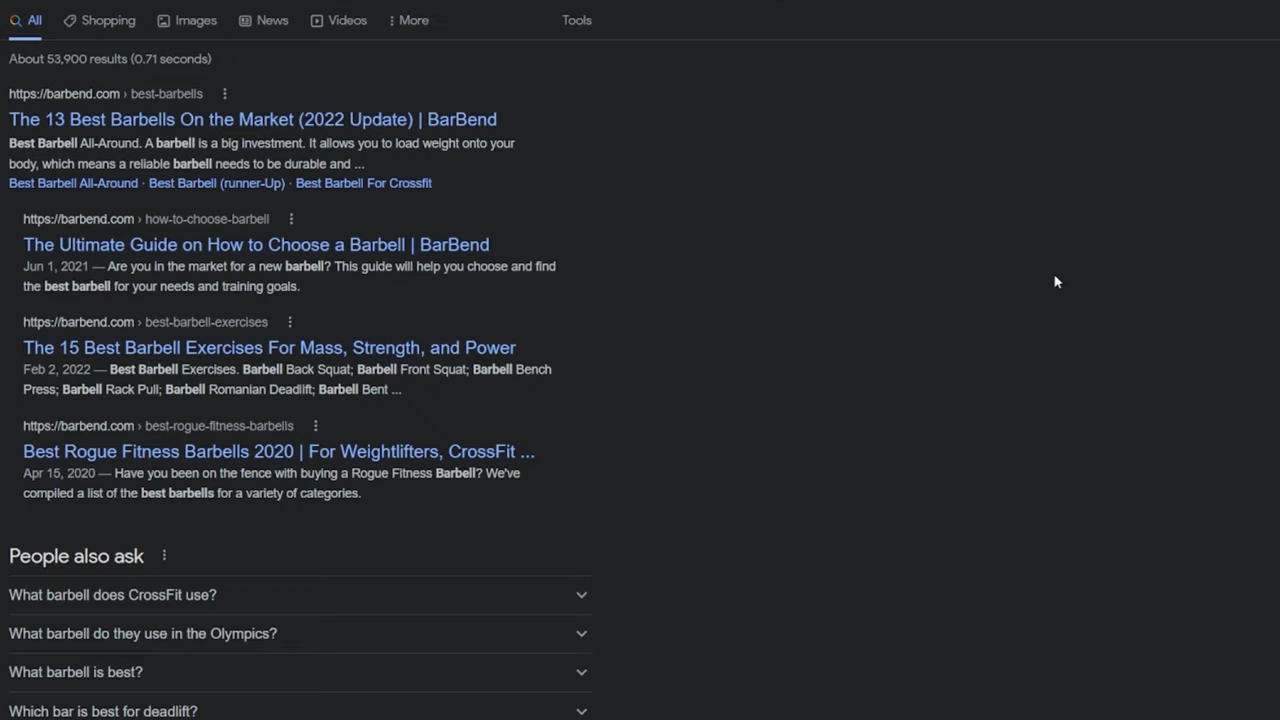 All Shopping Images News Videos More Tools
About 53,900 results (0.71 seconds)
https://barbend.com › best-barbells
The 13 Best Barbells On the Market (2022 Update) | BarBend
Best Barbell All-Around. A barbell is a big investment. It allows you to load weight onto your
body, which means a reliable barbell needs to be durable and ...
Best Barbell All-Around · Best Barbell (runner-Up) · Best Barbell For Crossfit
https://barbend.com › how-to-choose-barbell
The Ultimate Guide on How to Choose a Barbell | BarBend
Jun 1, 2021 — Are you in the market for a new barbell? This guide will help you choose and find
the best barbell for your needs and training goals.
https://barbend.com › best-barbell-exercises
The 15 Best Barbell Exercises For Mass, Strength, and Power
Feb 2, 2022 — Best Barbell Exercises. Barbell Back Squat; Barbell Front Squat; Barbell Bench
Press; Barbell Rack Pull; Barbell Romanian Deadlift; Barbell Bent ...
https://barbend.com › best-rogue-fitness-barbells
Best Rogue Fitness Barbells 2020 | For Weightlifters, CrossFit ...
Apr 15, 2020 — Have you been on the fence with buying a Rogue Fitness Barbell? We've
compiled a list of the best barbells for a variety of categories.
People also ask
What barbell does CrossFit use?
What barbell do they use in the Olympics?
What barbell is best?
Which bar is best for deadlift?